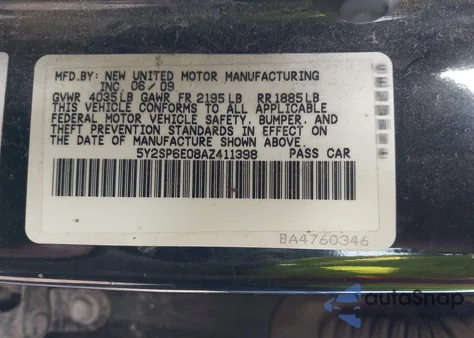 MFD.BY: NEW UNITED MOTOR MANUFACTURING
INC. 06/09
GVWR 4035LB GAWR FR 2195LB RR 1885LB
THIS VEHICLE CONFORMS TO ALL APPLICABLE
FEDERAL MOTOR VEHICLE SAFETY, BUMPER, AND
THEFT PREVENTION STANDARDS IN EFFECT ON
THE DATE OF MANUFACTURE SHOWN ABOVE.
5Y2SP6E08AZ411398 PASS CAR
BA4760346
autoSnap